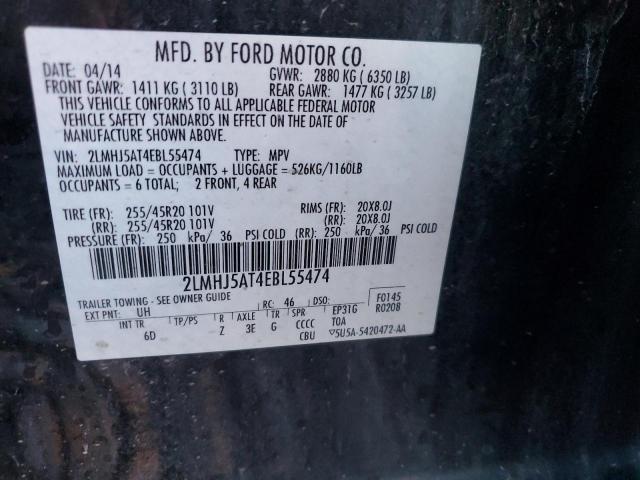 MFD. BY FORD MOTOR CO.
DATE: 04/14 GVWR: 2880 KG ( 6350 LB)
FRONT GAWR: 1411 KG ( 3110 LB) REAR GAWR: 1477 KG ( 3257 LB)
THIS VEHICLE CONFORMS TO ALL APPLICABLE FEDERAL MOTOR
VEHICLE SAFETY STANDARDS IN EFFECT ON THE DATE OF
MANUFACTURE SHOWN ABOVE.
VIN: 2LMHJ5AT4EBL55474 TYPE: MPV
MAXIMUM LOAD = OCCUPANTS + LUGGAGE = 526KG/1160LB
OCCUPANTS = 6 TOTAL; 2 FRONT, 4 REAR
TIRE (FR): 255/45R20 101V RIMS (FR): 20X8.0J
(RR): 255/45R20 101V (RR): 20X8.0J
PRESSURE (FR): 250 kPa/ 36 PSI COLD (RR): 250 kPa/ 36 PSI COLD
2LMHJ5AT4EBL55474
TRAILER TOWING - SEE OWNER GUIDE
EXT PNT: UH RC: 46 DSO: F0145
R0208
INT TR TP/PS R AXLE TR SPR EP3TG
6D Z 3E G CCCC TOA
CBU 5U5A-5420472-AA